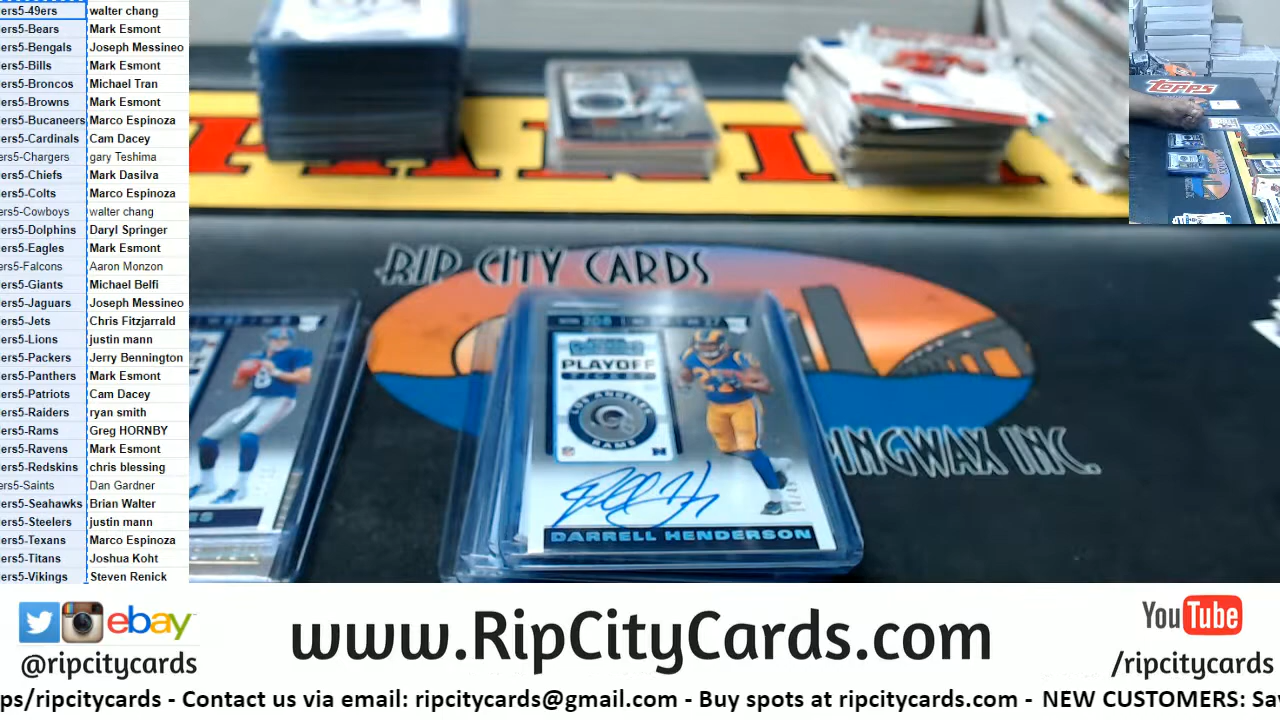 ers5-49ers walter chang
ers5-Bears Mark Esmont
ers5-Bengals Joseph Messineo
ers5-Bills Mark Esmont
ers5-Broncos Michael Tran
ers5-Browns Mark Esmont
ers5-Bucaneers Marco Espinoza
ers5-Cardinals Cam Dacey
ers5-Chargers gary Teshima
ers5-Chiefs Mark Dasilva
ers5-Colts Marco Espinoza
ers5-Cowboys walter chang
ers5-Dolphins Daryl Springer
ers5-Eagles Mark Esmont
ers5-Falcons Aaron Monzon
ers5-Giants Michael Belfi
ers5-Jaguars Joseph Messineo
ers5-Jets Chris Fitzjarrald
ers5-Lions justin mann
ers5-Packers Jerry Bennington
ers5-Panthers Mark Esmont
ers5-Patriots Cam Dacey
ers5-Raiders ryan smith
ers5-Rams Greg HORNBY
ers5-Ravens Mark Esmont
ers5-Redskins chris blessing
ers5-Saints Dan Gardner
ers5-Seahawks Brian Walter
ers5-Steelers justin mann
ers5-Texans Marco Espinoza
ers5-Titans Joshua Koht
ers5-Vikings Steven Renick
Topps
RIP CITY CARDS
PINGWAX INC.
PLAYOFF
TICKET
LOS ANGELES
RAMS
DARRELL HENDERSON
ebay
@ripcitycards
www.RipCityCards.com
YouTube
/ripcitycards
ps/ripcitycards - Contact us via email: ripcitycards@gmail.com - Buy spots at ripcitycards.com - NEW CUSTOMERS: Sa